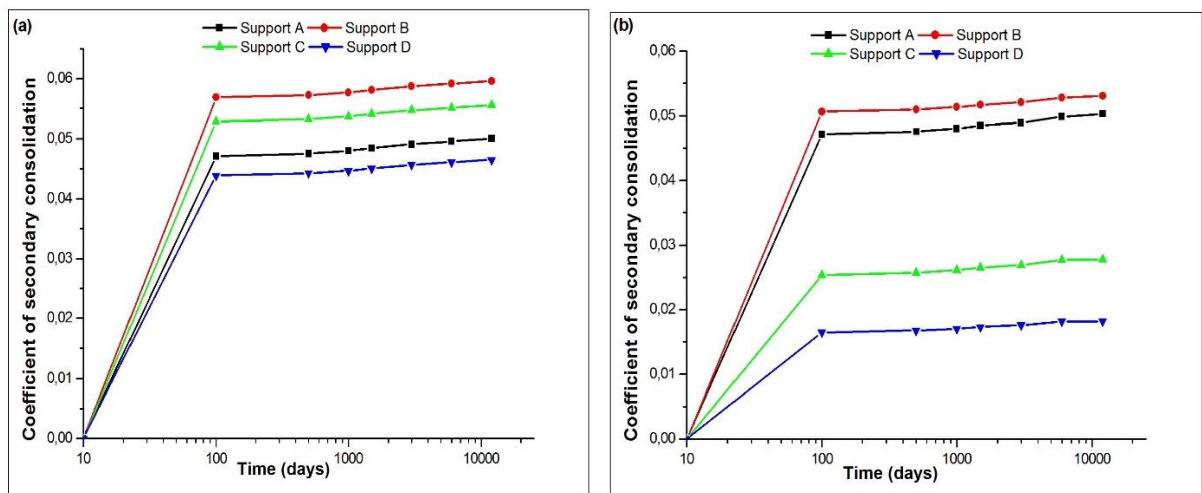 (a)
Support A Support B
Support C Support D
Coefficient of secondary consolidation
0,06
0,05
0,04
0,03
0,02
0,01
0,00
10 100 1000 10000
Time (days)
(b)
Support A Support B
Support C Support D
Coefficient of secondary consolidation
0,06
0,05
0,04
0,03
0,02
0,01
0,00
10 100 1000 10000
Time (days)